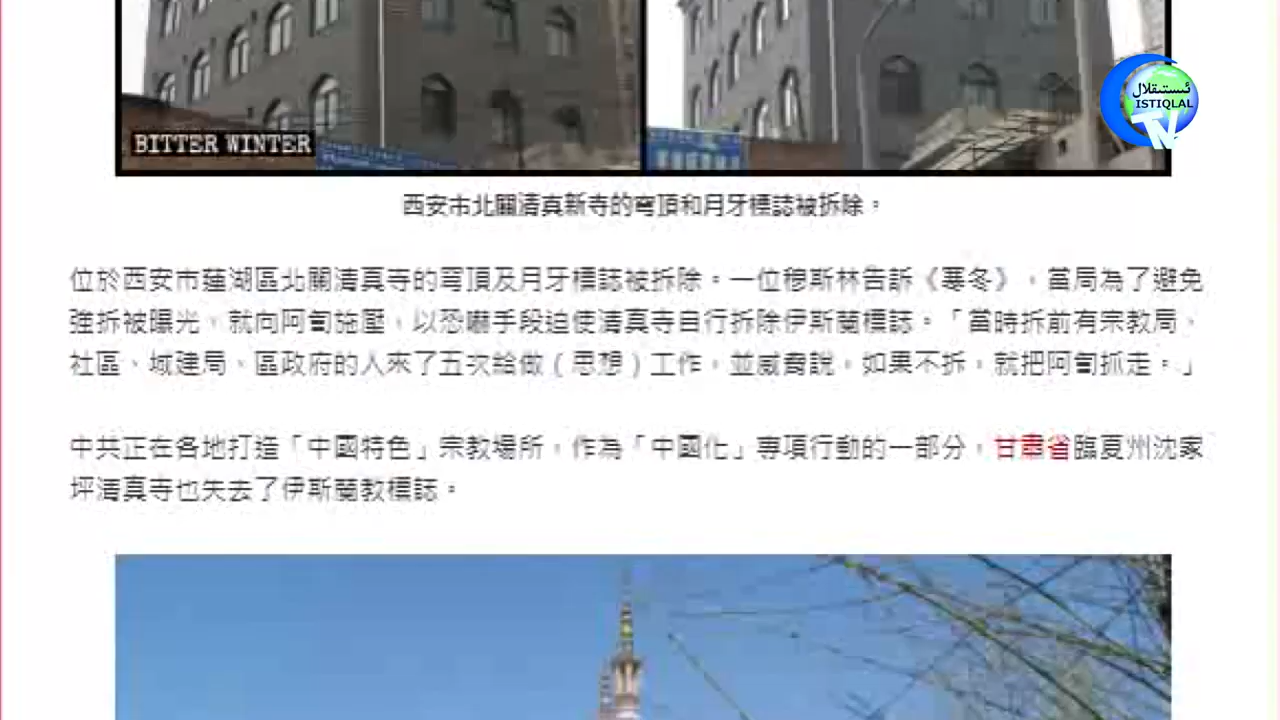 ئىستىقلال
ISTIQLAL
TV
BITTER WINTER
西安市北關清真新寺的穹頂和月牙標誌被拆除。
位於西安市蓮湖區北關清真寺的穹頂及月牙標誌被拆除。一位穆斯林告訴《寒冬》，當局為了避免
強拆被曝光，就向阿訇施壓，以恐嚇手段迫使清真寺自行拆除伊斯蘭標誌。「當時拆前有宗教局、
社區、城建局、區政府的人來了五次給做（思想）工作，並威脅說，如果不拆，就把阿訇抓走。」
中共正在各地打造「中國特色」宗教場所，作為「中國化」專項行動的一部分，甘肅省臨夏州沈家
坪清真寺也失去了伊斯蘭教標誌。